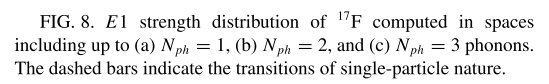 FIG. 8. E1 strength distribution of ¹⁷F computed in spaces
including up to (a) Nₚₕ = 1, (b) Nₚₕ = 2, and (c) Nₚₕ = 3 phonons.
The dashed bars indicate the transitions of single-particle nature.